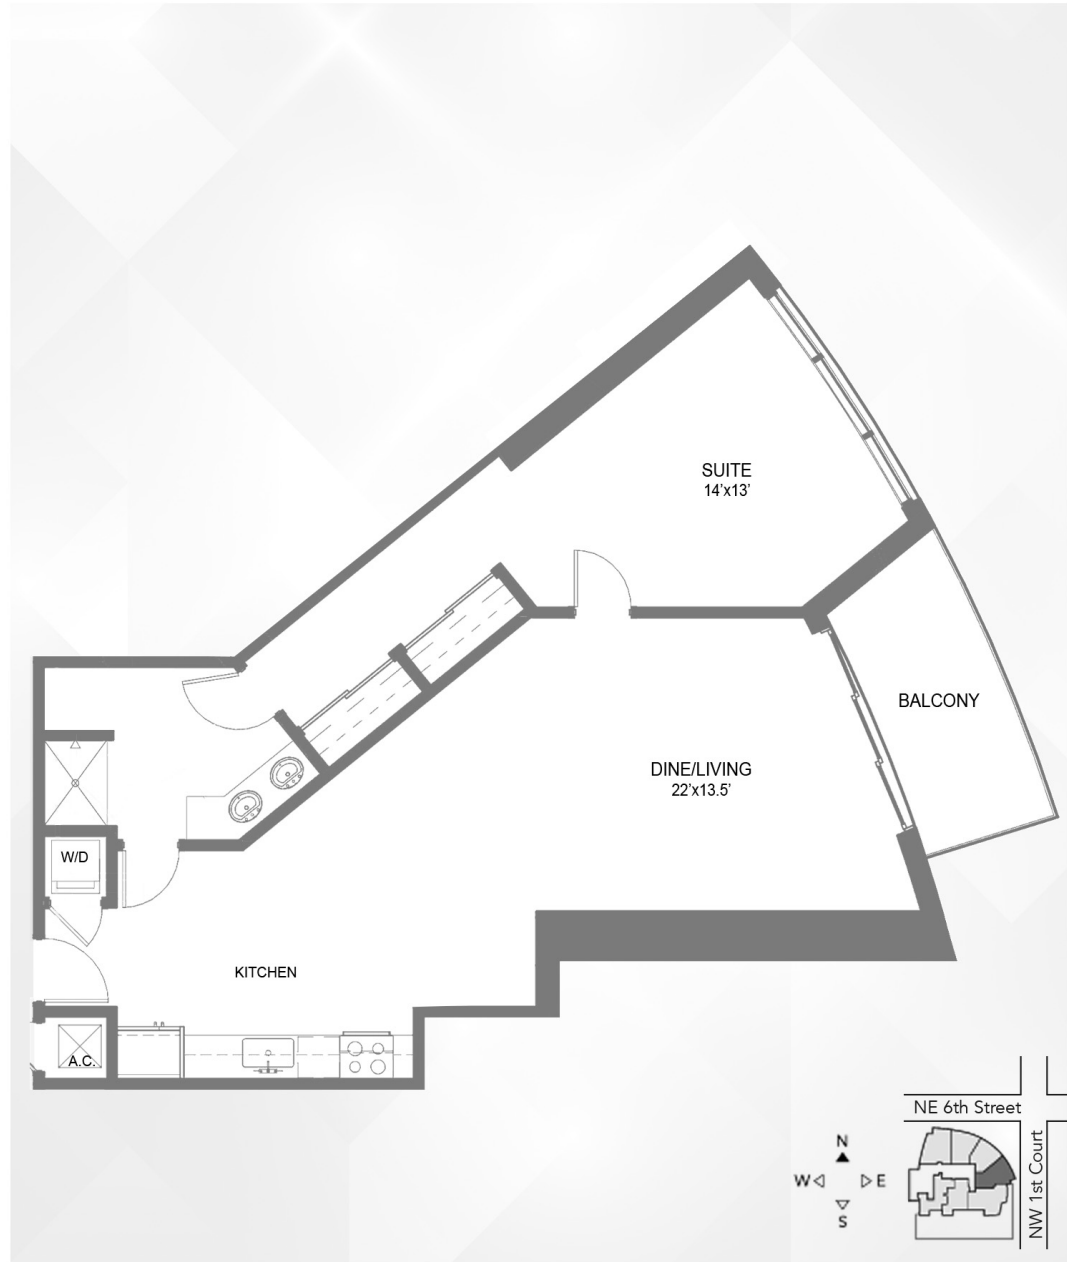 SUITE
14'x13'
BALCONY
DINE/LIVING
22'x13.5'
W/D
KITCHEN
A.C.
NE 6th Street
N
W
E
S
NW 1st Court